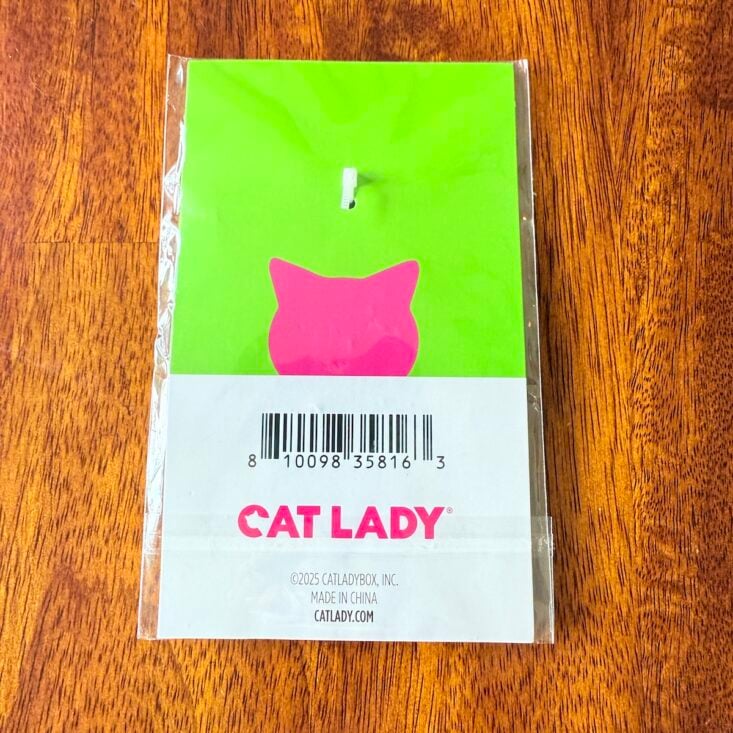 8 10098 35816 3
CAT LADY®
©2025 CATLADYBOX, INC.
MADE IN CHINA
CATLADY.COM